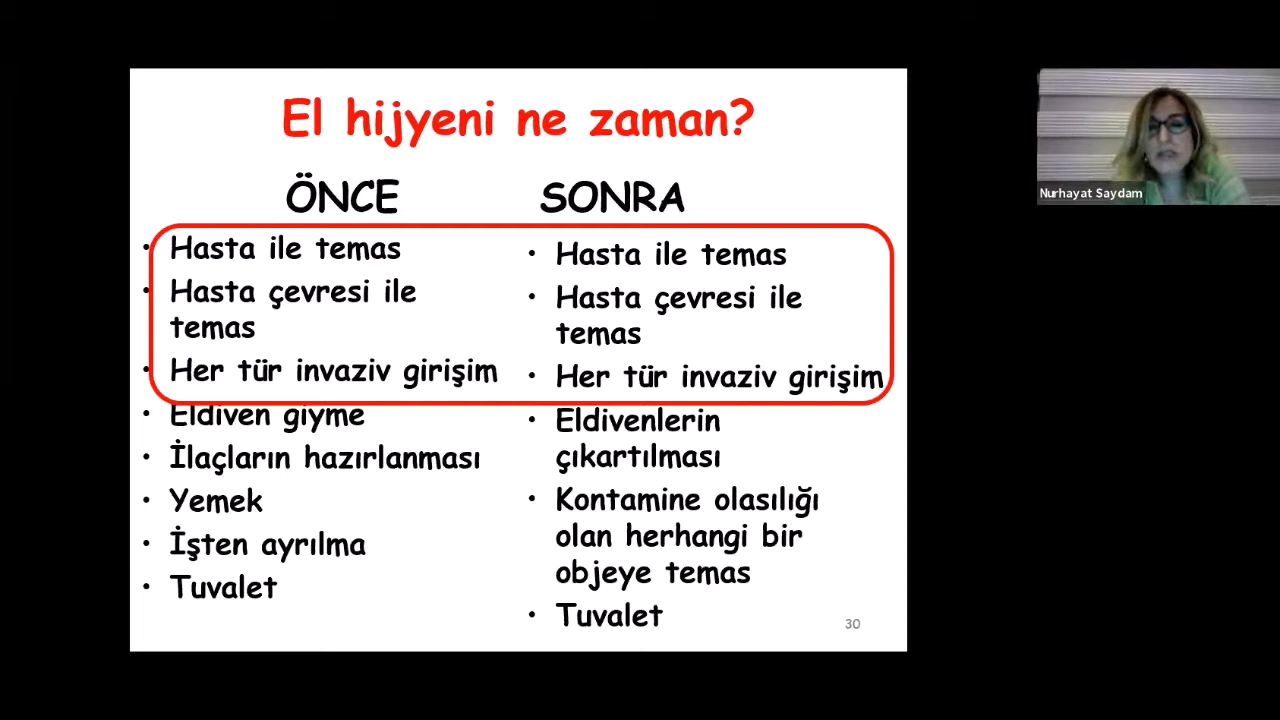 El hijyeni ne zaman?
ÖNCE
• Hasta ile temas
• Hasta çevresi ile
temas
• Her tür invaziv girişim
• Eldiven giyme
• İlaçların hazırlanması
• Yemek
• İşten ayrılma
• Tuvalet
SONRA
• Hasta ile temas
• Hasta çevresi ile
temas
• Her tür invaziv girişim
• Eldivenlerin
çıkartılması
• Kontamine olasılığı
olan herhangi bir
objeye temas
• Tuvalet
30
Nurhayat Saydam